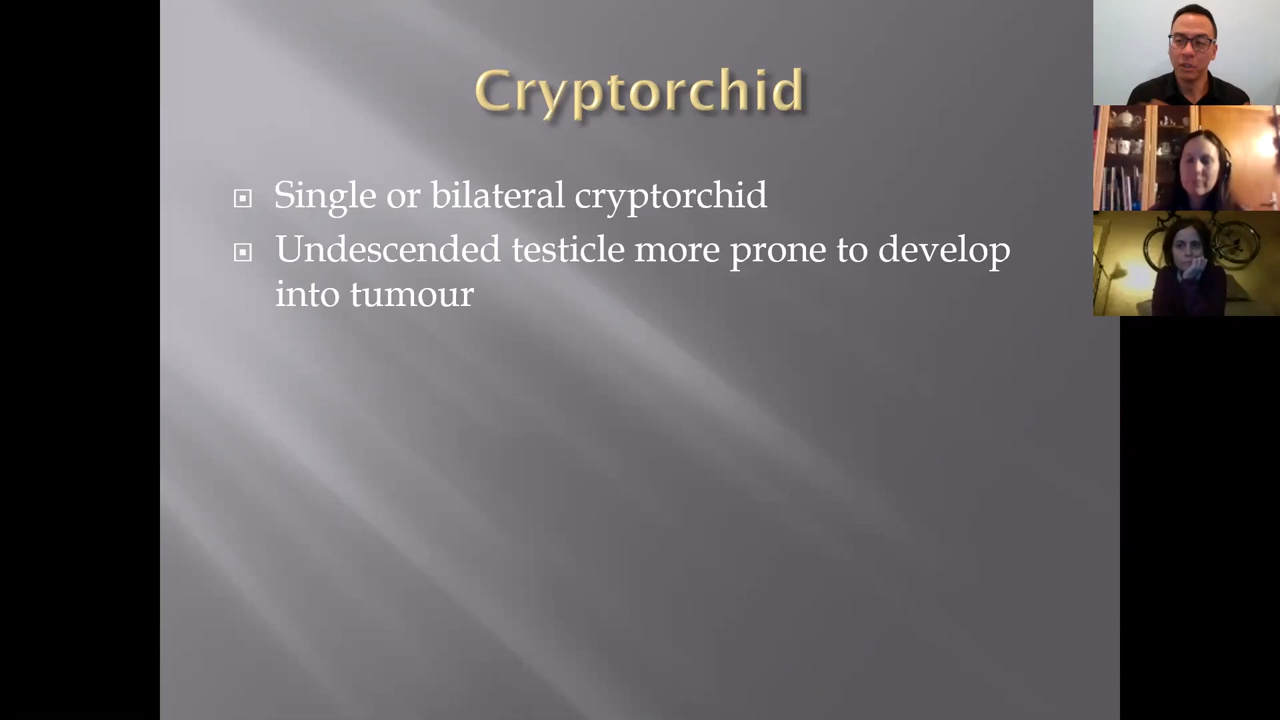 Cryptorchid
Single or bilateral cryptorchid
Undescended testicle more prone to develop
into tumour